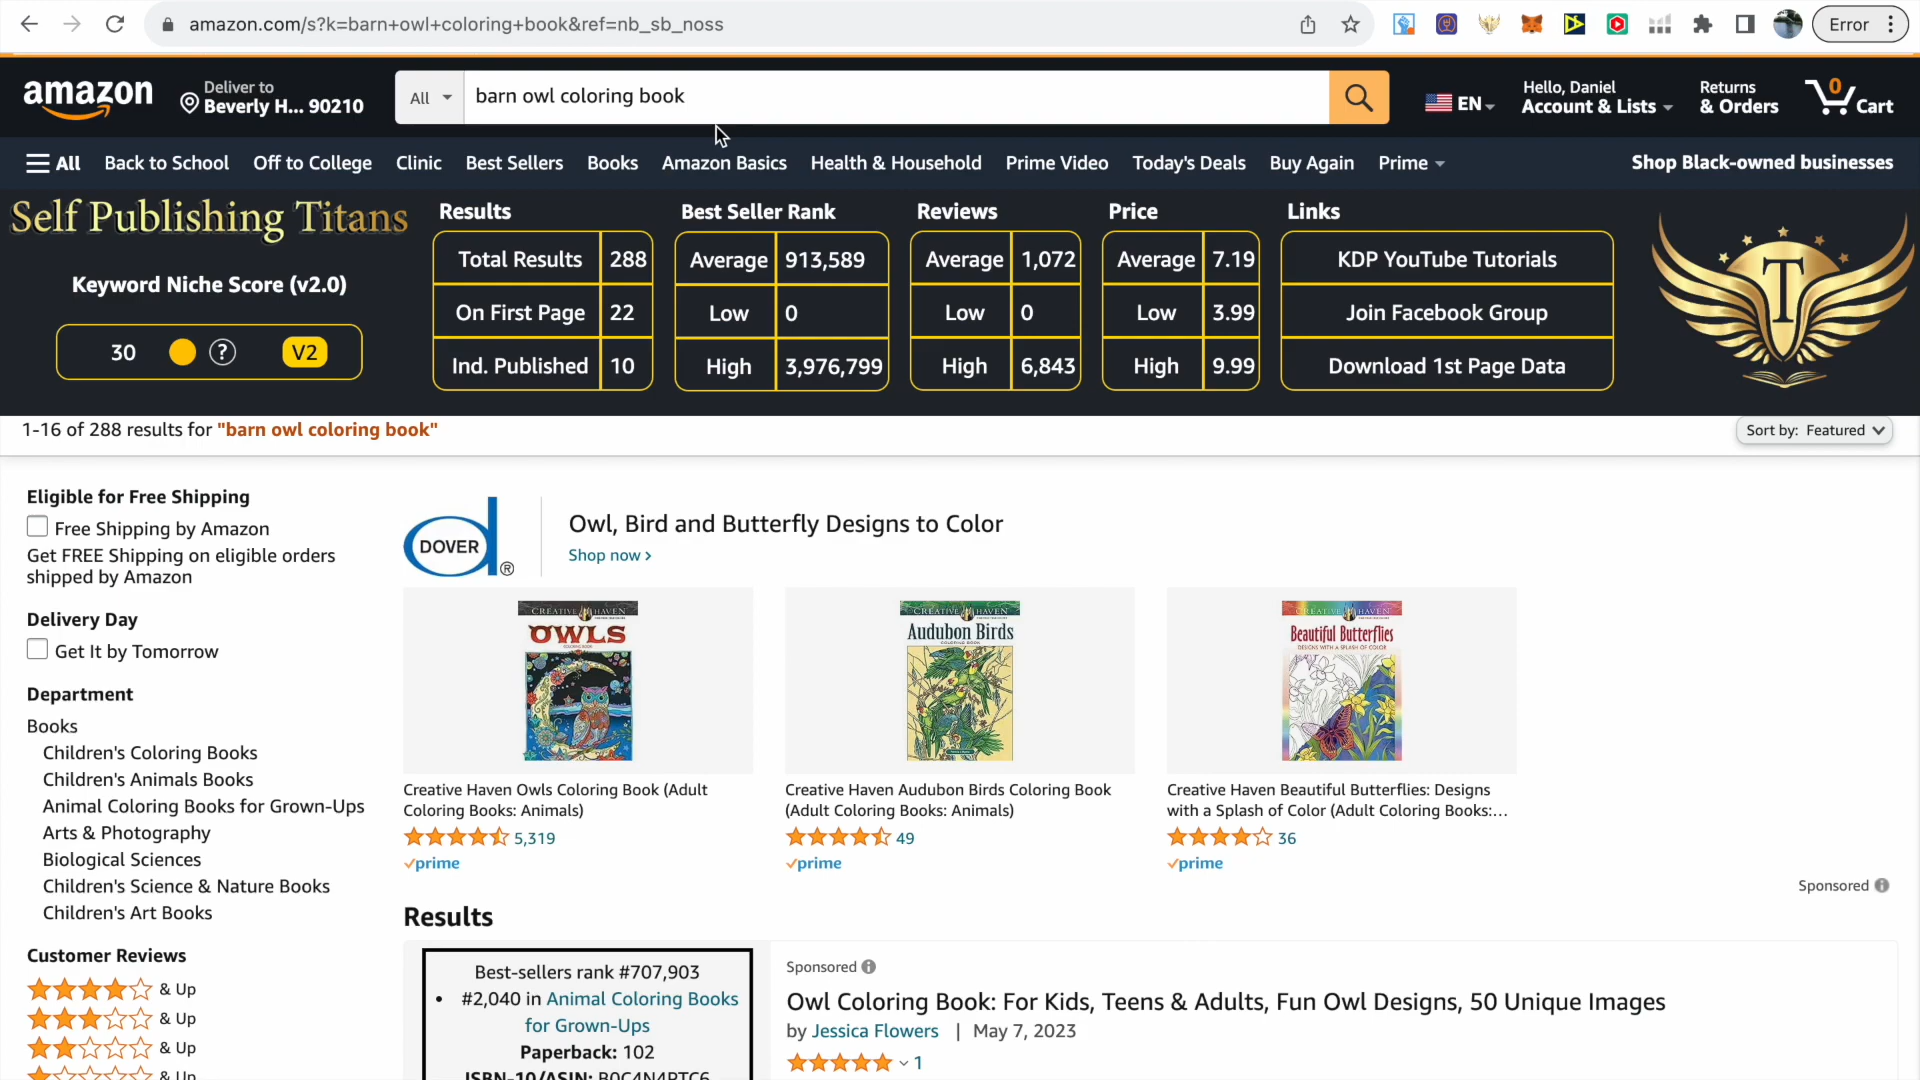 amazon.com/s?k=barn+owl+coloring+book&ref=nb_sb_noss
Error
amazon
Deliver to
Beverly H... 90210
All
barn owl coloring book
EN
Hello, Daniel
Account & Lists
Returns
& Orders
0
Cart
All
Back to School
Off to College
Clinic
Best Sellers
Books
Amazon Basics
Health & Household
Prime Video
Today's Deals
Buy Again
Prime
Shop Black-owned businesses
Self Publishing Titans
Keyword Niche Score (v2.0)
30 ? V2
Results
Total Results 288
On First Page 22
Ind. Published 10
Best Seller Rank
Average 913,589
Low 0
High 3,976,799
Reviews
Average 1,072
Low 0
High 6,843
Price
Average 7.19
Low 3.99
High 9.99
Links
KDP YouTube Tutorials
Join Facebook Group
Download 1st Page Data
T
1-16 of 288 results for "barn owl coloring book"
Sort by: Featured
Eligible for Free Shipping
Free Shipping by Amazon
Get FREE Shipping on eligible orders
shipped by Amazon
Delivery Day
Get It by Tomorrow
Department
Books
Children's Coloring Books
Children's Animals Books
Animal Coloring Books for Grown-Ups
Arts & Photography
Biological Sciences
Children's Science & Nature Books
Children's Art Books
Customer Reviews
& Up
& Up
& Up
& Up
DOVER ®
Owl, Bird and Butterfly Designs to Color
Shop now ›
CREATIVE HAVEN
OWLS
COLORING BOOK
Creative Haven Owls Coloring Book (Adult
Coloring Books: Animals)
5,319
prime
CREATIVE HAVEN
Audubon Birds
COLORING BOOK
Creative Haven Audubon Birds Coloring Book
(Adult Coloring Books: Animals)
49
prime
CREATIVE HAVEN
Beautiful Butterflies
DESIGNS WITH A SPLASH OF COLOR
Creative Haven Beautiful Butterflies: Designs
with a Splash of Color (Adult Coloring Books:...
36
prime
Sponsored
Results
Best-sellers rank #707,903
• #2,040 in Animal Coloring Books
for Grown-Ups
Paperback: 102
ISBN-10/ASIN: B0C4N4PTC6
Sponsored
Owl Coloring Book: For Kids, Teens & Adults, Fun Owl Designs, 50 Unique Images
by Jessica Flowers | May 7, 2023
1